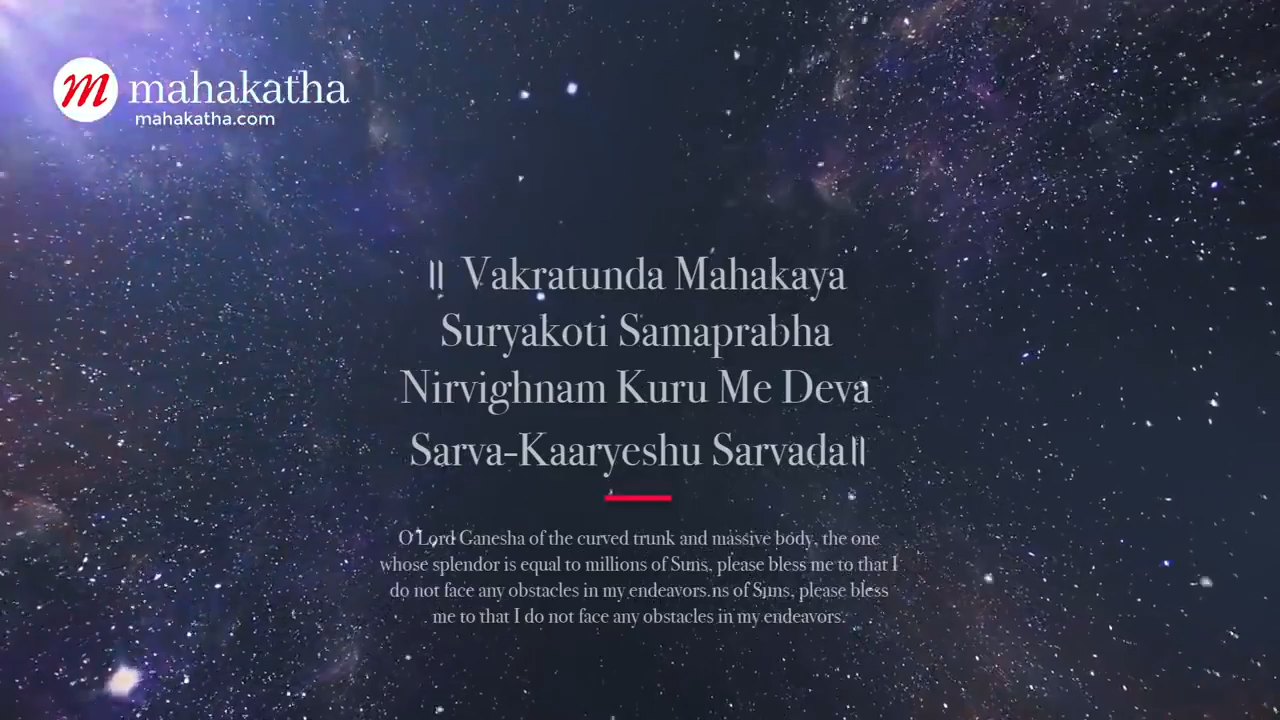 m mahakatha
mahakatha.com
॥ Vakratunda Mahakaya
Suryakoti Samaprabha
Nirvighnam Kuru Me Deva
Sarva-Kaaryeshu Sarvada॥
O Lord Ganesha of the curved trunk and massive body, the one
whose splendor is equal to millions of Suns, please bless me to that I
do not face any obstacles in my endeavors.ns of Suns, please bless
me to that I do not face any obstacles in my endeavors.